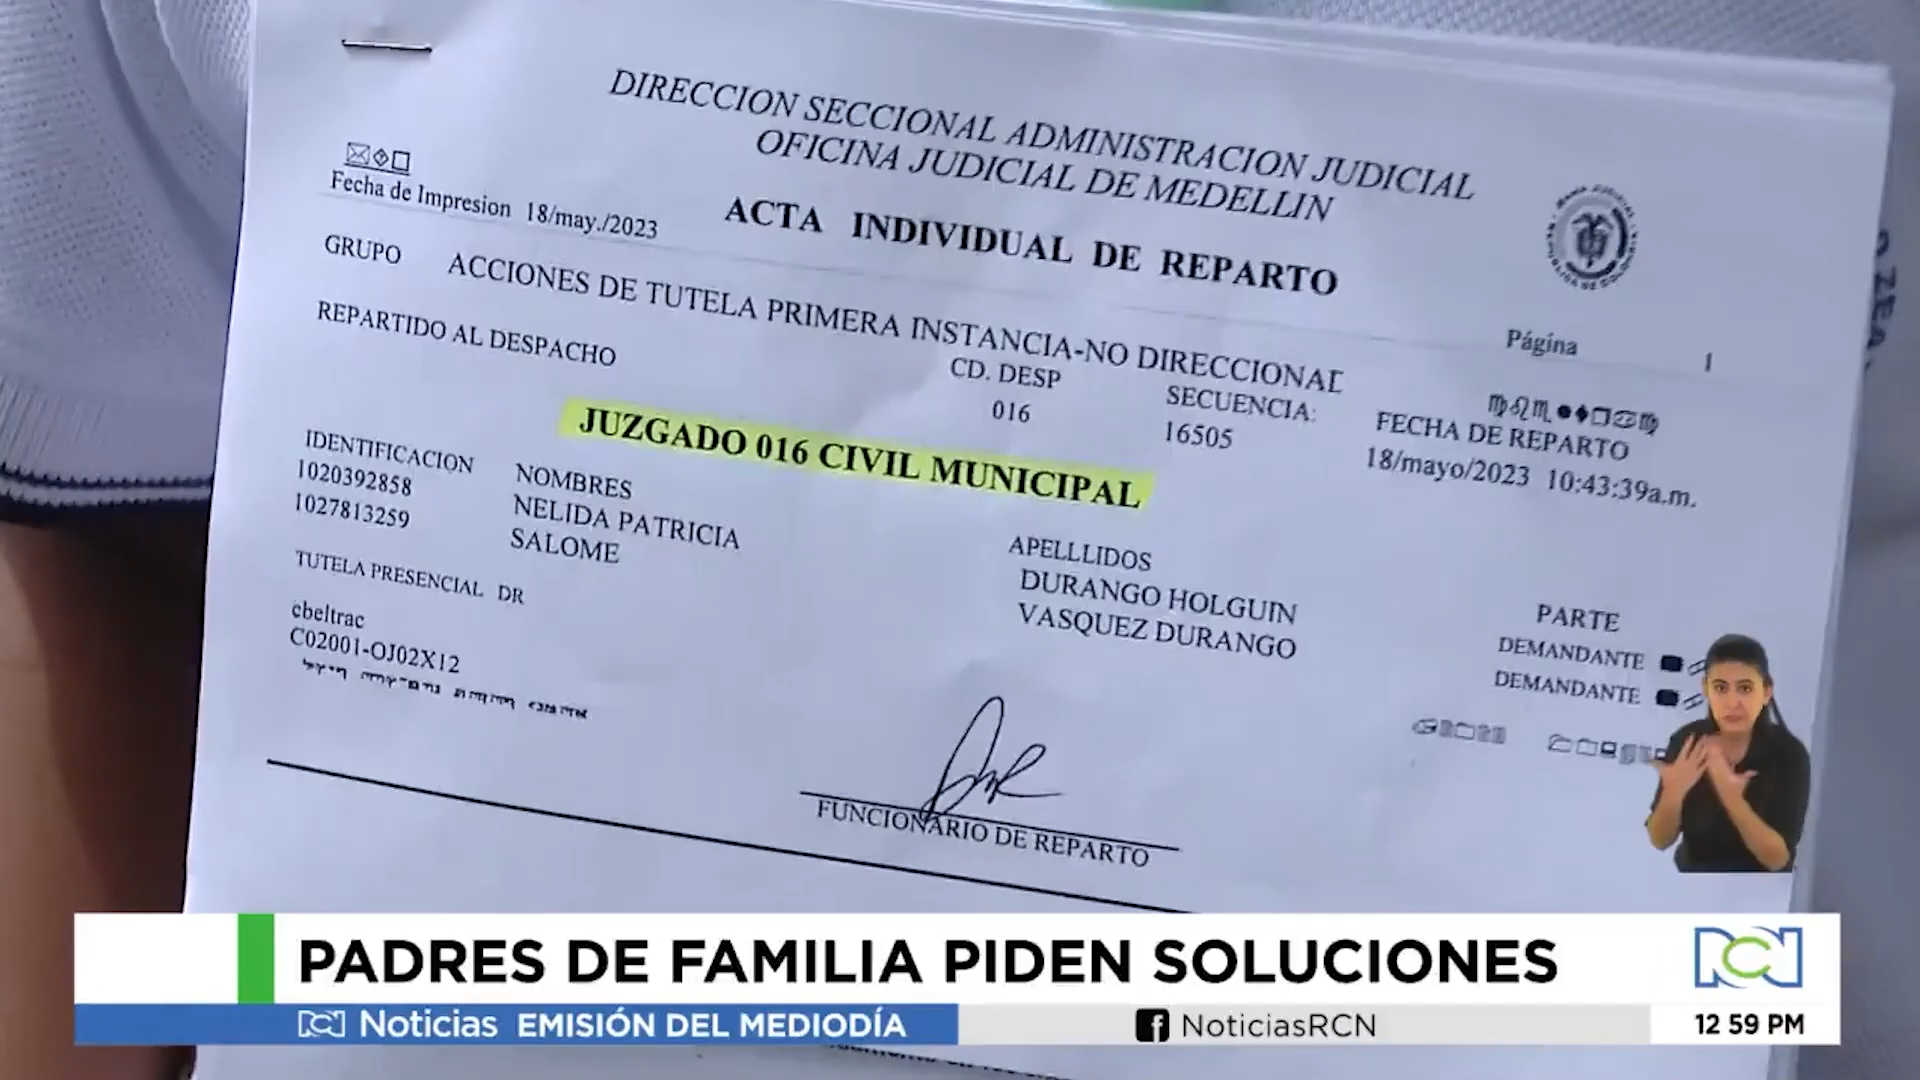 DIRECCION SECCIONAL ADMINISTRACION JUDICIAL
OFICINA JUDICIAL DE MEDELLIN
Fecha de Impresion 18/may./2023
ACTA INDIVIDUAL DE REPARTO
Página 1
GRUPO ACCIONES DE TUTELA PRIMERA INSTANCIA-NO DIRECCIONAL
REPARTIDO AL DESPACHO
CD. DESP
SECUENCIA:
FECHA DE REPARTO
016
16505
18/mayo/2023 10:43:39a.m.
JUZGADO 016 CIVIL MUNICIPAL
IDENTIFICACION NOMBRES APELLLIDOS PARTE
1020392858 NELIDA PATRICIA DURANGO HOLGUIN DEMANDANTE
1027813259 SALOME VASQUEZ DURANGO DEMANDANTE
TUTELA PRESENCIAL DR
cbeltrac
C02001-OJ02X12
FUNCIONARIO DE REPARTO
PADRES DE FAMILIA PIDEN SOLUCIONES
RCN
RCN Noticias EMISIÓN DEL MEDIODÍA
NoticiasRCN
12 59 PM